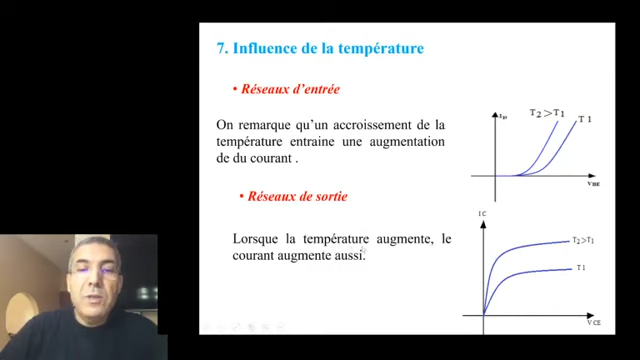 7. Influence de la température
• Réseaux d’entrée
On remarque qu’un accroissement de la
température entraine une augmentation
de du courant .
• Réseaux de sortie
Lorsque la température augmente, le
courant augmente aussi.
T2>T1
T 1
VBE
IC
T2>T1
T 1
V CE